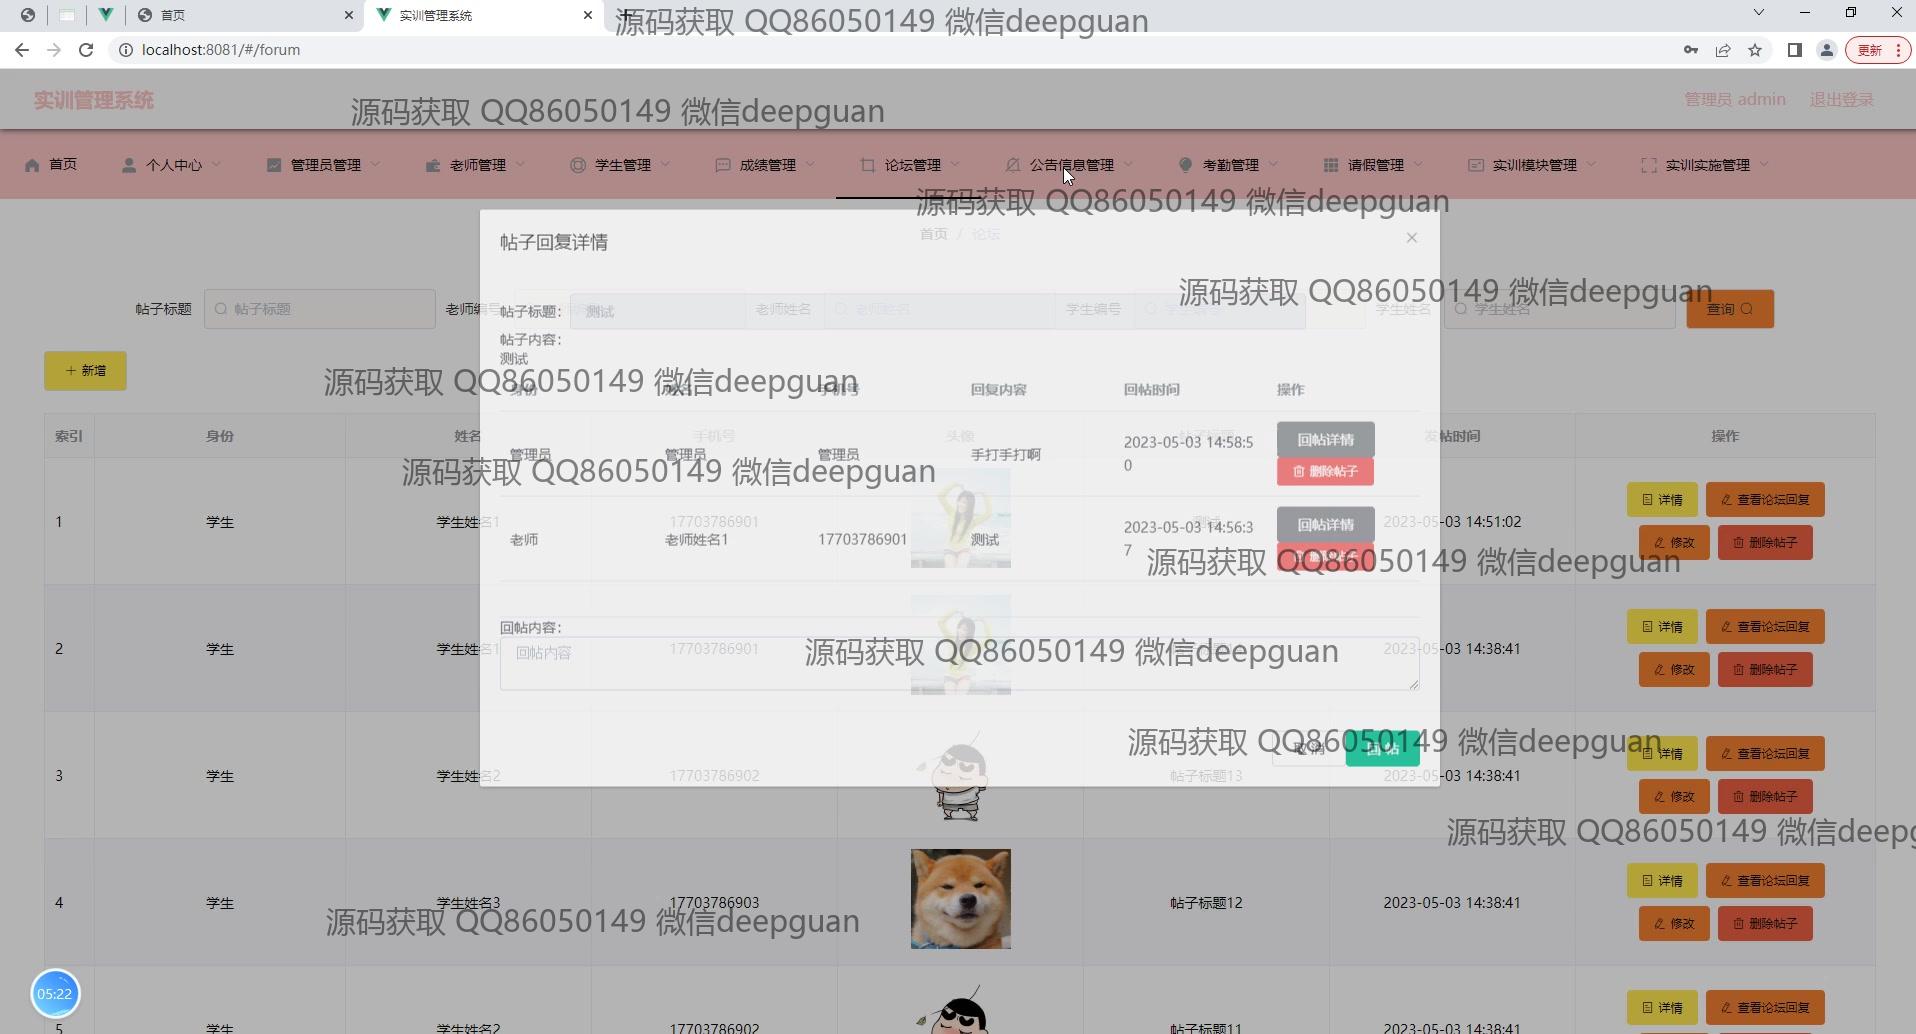 首页
实训管理系统
源码获取 QQ86050149 微信deepguan
localhost:8081/#/forum
更新
实训管理系统
管理员 admin
退出登录
源码获取 QQ86050149 微信deepguan
首页
个人中心
管理员管理
老师管理
学生管理
成绩管理
论坛管理
公告信息管理
考勤管理
请假管理
实训模块管理
实训实施管理
源码获取 QQ86050149 微信deepguan
帖子回复详情
首页 / 论坛
源码获取 QQ86050149 微信deepguan
帖子标题
帖子标题
老师编号
帖子标题：
测试
老师姓名
老师姓名
学生编号
学生编号
学生姓名
学生姓名
查询
帖子内容：
测试
新增
源码获取 QQ86050149 微信deepguan
身份
姓名
手机号
回复内容
回帖时间
操作
索引
身份
姓名
手机号
头像
帖子标题
发帖时间
操作
管理员
管理员
管理员
手打手打啊
2023-05-03 14:58:5
0
回帖详情
删除帖子
源码获取 QQ86050149 微信deepguan
1
学生
学生姓名1
17703786901
测试
2023-05-03 14:51:02
详情
查看论坛回复
修改
删除帖子
老师
老师姓名1
17703786901
测试
2023-05-03 14:56:3
7
回帖详情
删除帖子
源码获取 QQ86050149 微信deepguan
回帖内容：
回帖内容
2
学生
学生姓名1
17703786901
2023-05-03 14:38:41
详情
查看论坛回复
修改
删除帖子
源码获取 QQ86050149 微信deepguan
取消
回帖
源码获取 QQ86050149 微信deepguan
3
学生
学生姓名2
17703786902
帖子标题13
2023-05-03 14:38:41
详情
查看论坛回复
修改
删除帖子
源码获取 QQ86050149 微信deepg
4
学生
学生姓名3
17703786903
帖子标题12
2023-05-03 14:38:41
详情
查看论坛回复
修改
删除帖子
源码获取 QQ86050149 微信deepguan
05:22
5
学生
学生姓名2
17703786902
帖子标题11
2023-05-03 14:38:41
详情
查看论坛回复